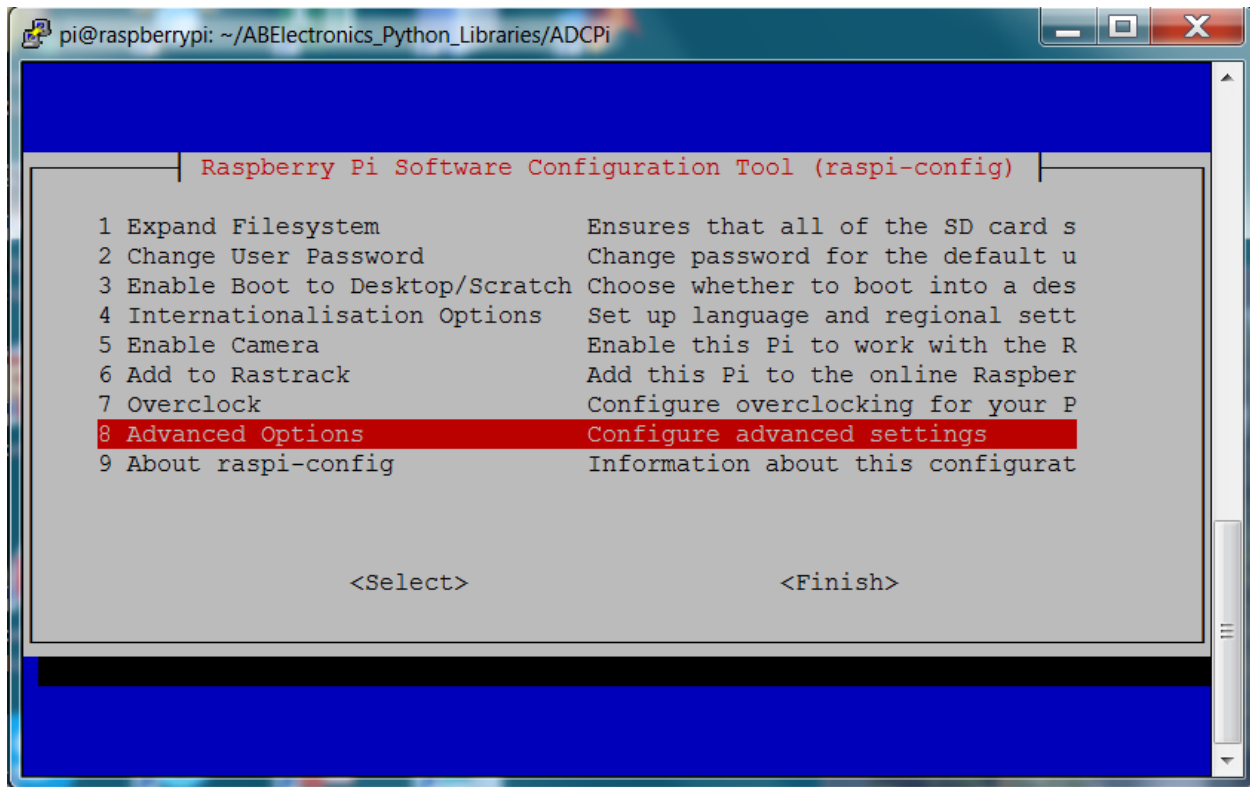 pi@raspberrypi: ~/ABElectronics_Python_Libraries/ADCPi
Raspberry Pi Software Configuration Tool (raspi-config)
1 Expand Filesystem Ensures that all of the SD card s
2 Change User Password Change password for the default u
3 Enable Boot to Desktop/Scratch Choose whether to boot into a des
4 Internationalisation Options Set up language and regional sett
5 Enable Camera Enable this Pi to work with the R
6 Add to Rastrack Add this Pi to the online Raspber
7 Overclock Configure overclocking for your P
8 Advanced Options Configure advanced settings
9 About raspi-config Information about this configurat
<Select> <Finish>